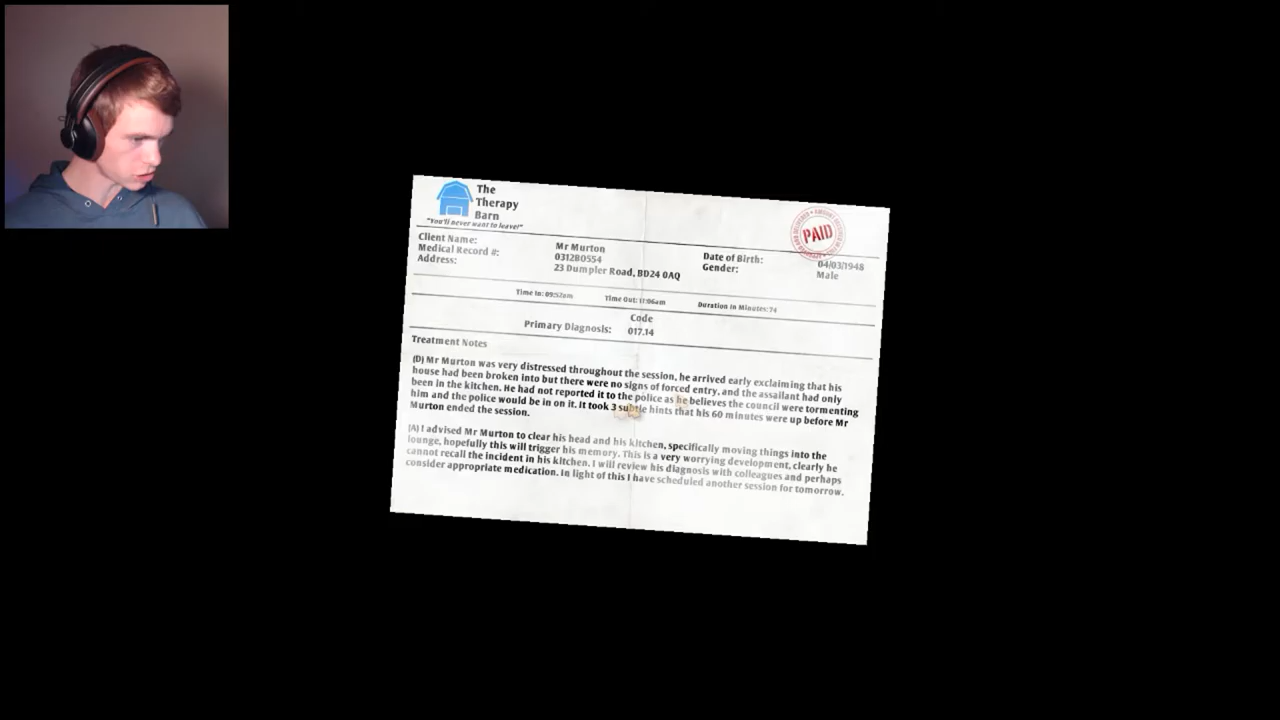 The
Therapy
Barn
"You'll never want to leave!"
PAID
Client Name: Mr Murton Date of Birth: 04/03/1948
Medical Record #: 0312B0554 Gender: Male
Address: 23 Dumpler Road, BD24 0AQ
Time In: 09:52am Time Out: 11:06am Duration in Minutes: 74
Code
Primary Diagnosis: 017.14
Treatment Notes
(D) Mr Murton was very distressed throughout the session, he arrived early exclaiming that his
house had been broken into but there were no signs of forced entry, and the assailant had only
been in the kitchen. He had not reported it to the police as he believes the council were tormenting
him and the police would be in on it. It took 3 subtle hints that his 60 minutes were up before Mr
Murton ended the session.
(A) I advised Mr Murton to clear his head and his kitchen, specifically moving things into the
lounge, hopefully this will trigger his memory. This is a very worrying development, clearly he
cannot recall the incident in his kitchen. I will review his diagnosis with colleagues and perhaps
consider appropriate medication. In light of this I have scheduled another session for tomorrow.